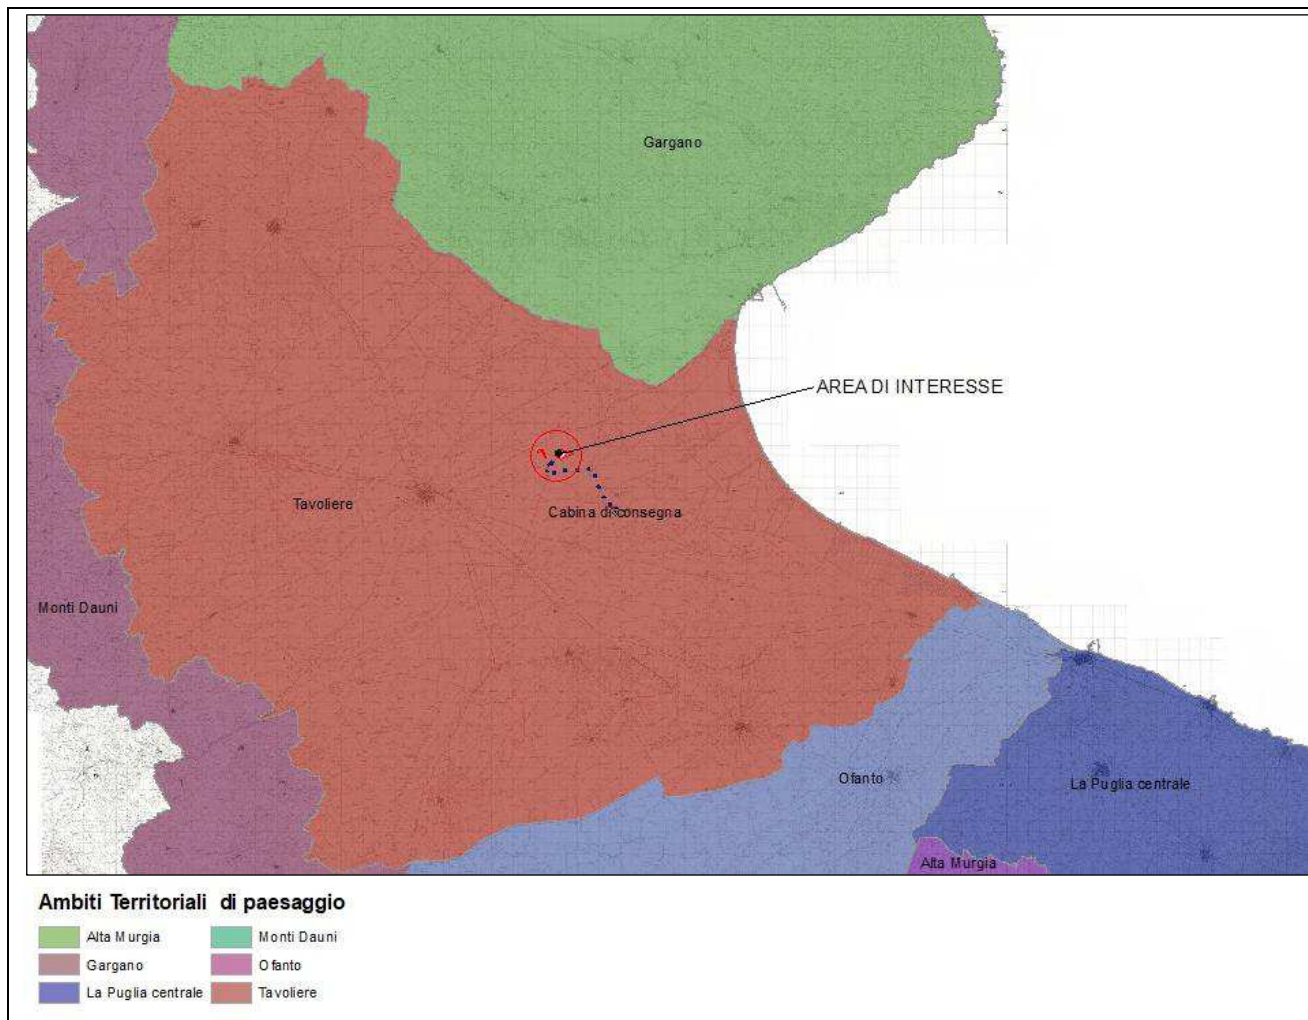 Gargano
AREA DI INTERESSE
Tavoliere
Cabina di consegna
Monti Dauni
Ofanto
La Puglia centrale
Alta Murgia
Ambiti Territoriali di paesaggio
Alta Murgia
Monti Dauni
Gargano
Ofanto
La Puglia centrale
Tavoliere